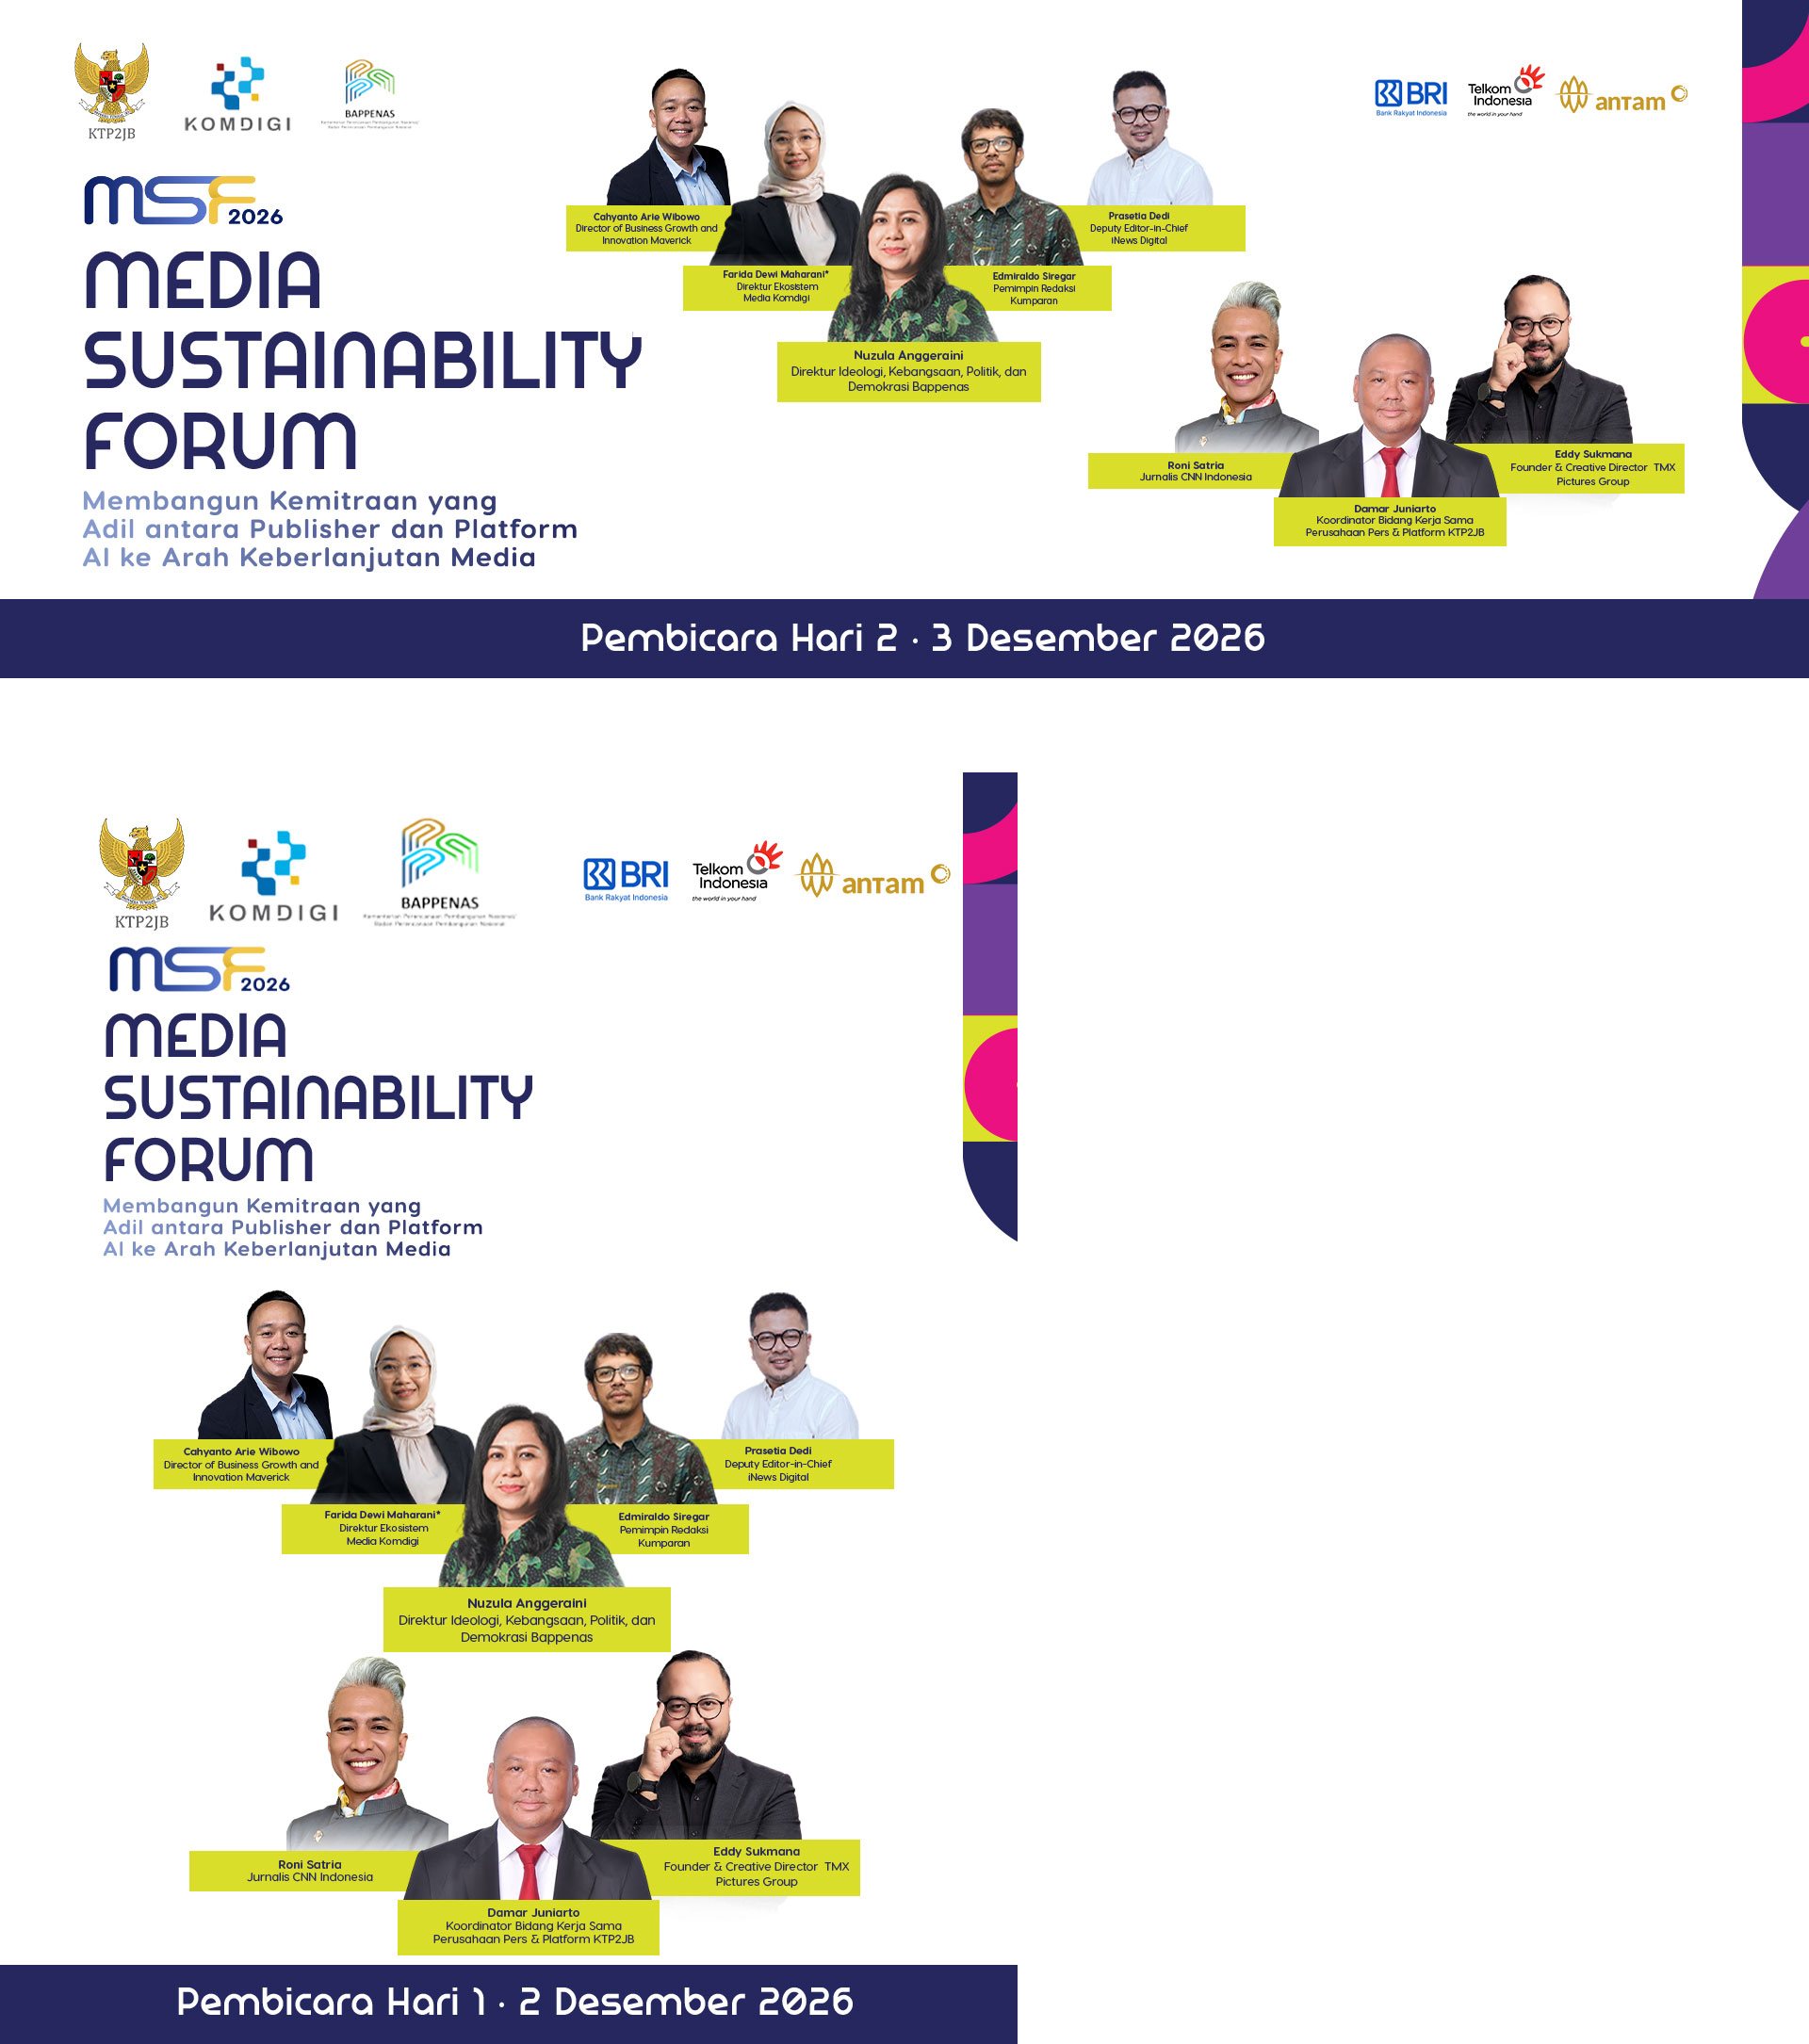 KTP2JB
KOMDIGI
BAPPENAS
BRI
Bank Rakyat Indonesia
Telkom
Indonesia
the world in your hand
antam
msf 2026
MEDIA
SUSTAINABILITY
FORUM
Membangun Kemitraan yang
Adil antara Publisher dan Platform
AI ke Arah Keberlanjutan Media
Cahyanto Arie Wibowo
Director of Business Growth and
Innovation Maverick
Farida Dewi Maharani*
Direktur Ekosistem
Media Komdigi
Nuzula Anggeraini
Direktur Ideologi, Kebangsaan, Politik, dan
Demokrasi Bappenas
Edmiraldo Siregar
Pemimpin Redaksi
Kumparan
Prasetia Dedi
Deputy Editor-in-Chief
iNews Digital
Roni Satria
Jurnalis CNN Indonesia
Damar Juniarto
Koordinator Bidang Kerja Sama
Perusahaan Pers & Platform KTP2JB
Eddy Sukmana
Founder & Creative Director TMX
Pictures Group
Pembicara Hari 2 · 3 Desember 2026
KTP2JB
KOMDIGI
BAPPENAS
Kementerian Perencanaan Pembangunan Nasional/
Badan Perencanaan Pembangunan Nasional
BRI
Bank Rakyat Indonesia
Telkom
Indonesia
the world in your hand
antam
msf 2026
MEDIA
SUSTAINABILITY
FORUM
Membangun Kemitraan yang
Adil antara Publisher dan Platform
AI ke Arah Keberlanjutan Media
Cahyanto Arie Wibowo
Director of Business Growth and
Innovation Maverick
Farida Dewi Maharani*
Direktur Ekosistem
Media Komdigi
Nuzula Anggeraini
Direktur Ideologi, Kebangsaan, Politik, dan
Demokrasi Bappenas
Edmiraldo Siregar
Pemimpin Redaksi
Kumparan
Prasetia Dedi
Deputy Editor-in-Chief
iNews Digital
Roni Satria
Jurnalis CNN Indonesia
Damar Juniarto
Koordinator Bidang Kerja Sama
Perusahaan Pers & Platform KTP2JB
Eddy Sukmana
Founder & Creative Director TMX
Pictures Group
Pembicara Hari 1 · 2 Desember 2026